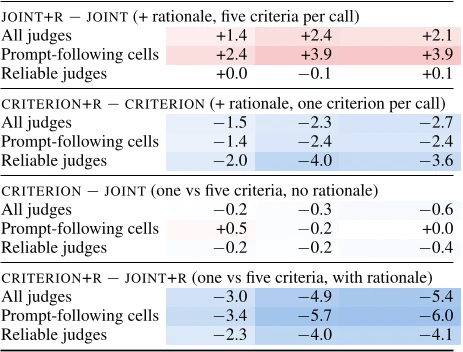 JOINT+R − JOINT (+ rationale, five criteria per call)
All judges +1.4 +2.4 +2.1
Prompt-following cells +2.4 +3.9 +3.9
Reliable judges +0.0 −0.1 +0.1
CRITERION+R − CRITERION (+ rationale, one criterion per call)
All judges −1.5 −2.3 −2.7
Prompt-following cells −1.4 −2.4 −2.4
Reliable judges −2.0 −4.0 −3.6
CRITERION − JOINT (one vs five criteria, no rationale)
All judges −0.2 −0.3 −0.6
Prompt-following cells +0.5 −0.2 +0.0
Reliable judges −0.2 −0.2 −0.4
CRITERION+R − JOINT+R (one vs five criteria, with rationale)
All judges −3.0 −4.9 −5.4
Prompt-following cells −3.4 −5.7 −6.0
Reliable judges −2.3 −4.0 −4.1